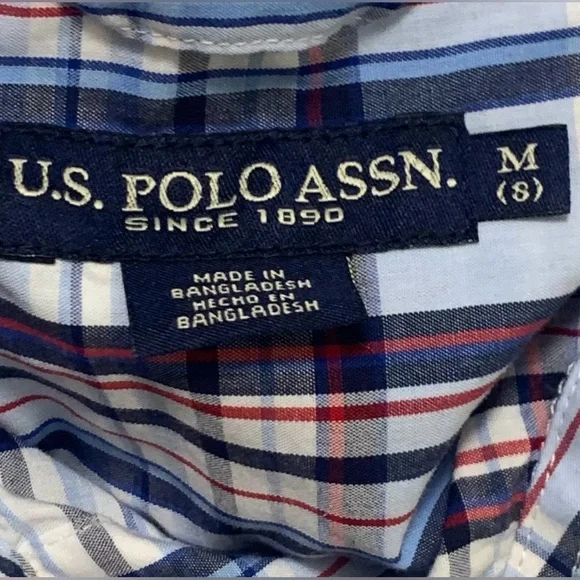 U.S. POLO ASSN.
SINCE 1890
M
(8)
MADE IN
BANGLADESH
HECHO EN
BANGLADESH